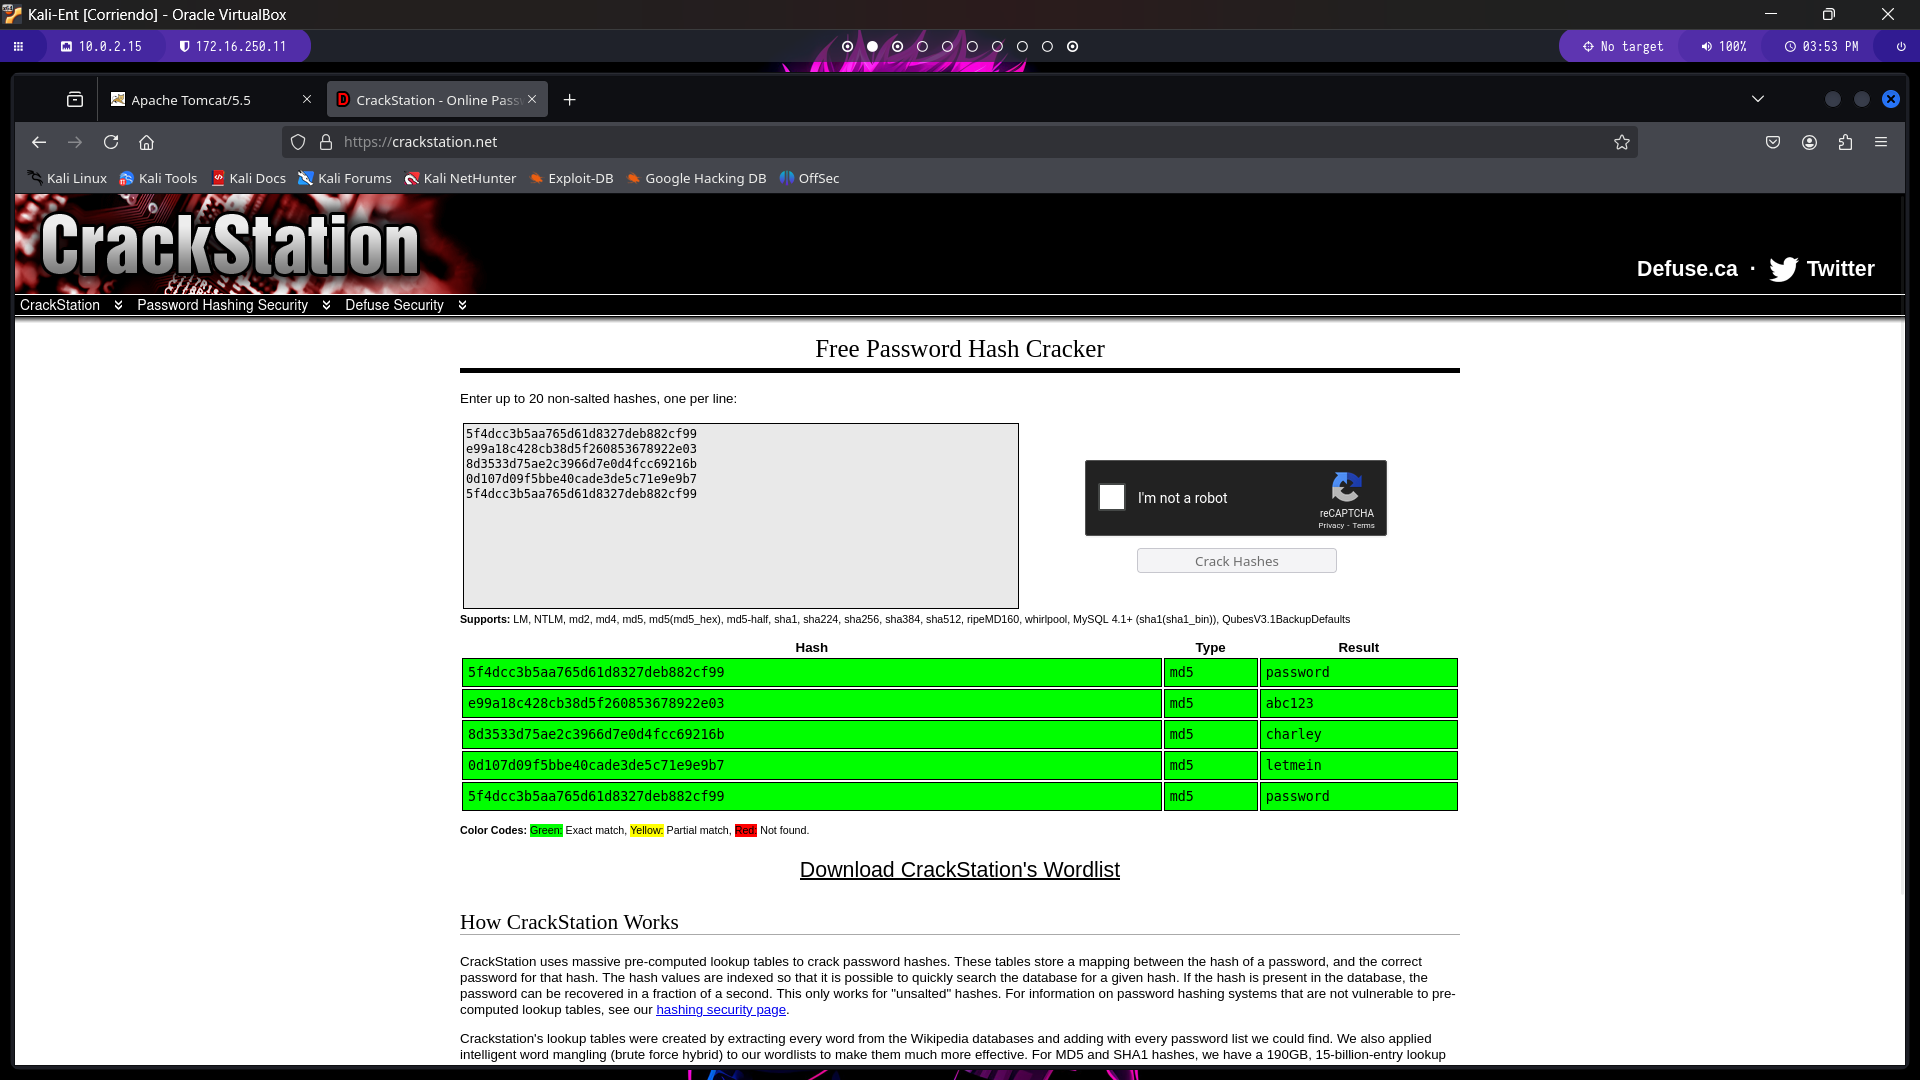 Kali-Ent [Corriendo] - Oracle VirtualBox
10.0.2.15
172.16.250.11
No target
100%
03:53 PM
Apache Tomcat/5.5
CrackStation - Online Pass
https://crackstation.net
Kali Linux
Kali Tools
Kali Docs
Kali Forums
Kali NetHunter
Exploit-DB
Google Hacking DB
OffSec
CrackStation
Defuse.ca · Twitter
CrackStation
Password Hashing Security
Defuse Security
Free Password Hash Cracker
Enter up to 20 non-salted hashes, one per line:
5f4dcc3b5aa765d61d8327deb882cf99
e99a18c428cb38d5f260853678922e03
8d3533d75ae2c3966d7e0d4fcc69216b
0d107d09f5bbe40cade3de5c71e9e9b7
5f4dcc3b5aa765d61d8327deb882cf99
I'm not a robot
reCAPTCHA
Privacy - Terms
Crack Hashes
Supports: LM, NTLM, md2, md4, md5, md5(md5_hex), md5-half, sha1, sha224, sha256, sha384, sha512, ripeMD160, whirlpool, MySQL 4.1+ (sha1(sha1_bin)), QubesV3.1BackupDefaults
Hash Type Result
5f4dcc3b5aa765d61d8327deb882cf99 md5 password
e99a18c428cb38d5f260853678922e03 md5 abc123
8d3533d75ae2c3966d7e0d4fcc69216b md5 charley
0d107d09f5bbe40cade3de5c71e9e9b7 md5 letmein
5f4dcc3b5aa765d61d8327deb882cf99 md5 password
Color Codes: Green: Exact match, Yellow: Partial match, Red: Not found.
Download CrackStation's Wordlist
How CrackStation Works
CrackStation uses massive pre-computed lookup tables to crack password hashes. These tables store a mapping between the hash of a password, and the correct
password for that hash. The hash values are indexed so that it is possible to quickly search the database for a given hash. If the hash is present in the database, the
password can be recovered in a fraction of a second. This only works for "unsalted" hashes. For information on password hashing systems that are not vulnerable to pre-
computed lookup tables, see our hashing security page.
Crackstation's lookup tables were created by extracting every word from the Wikipedia databases and adding with every password list we could find. We also applied
intelligent word mangling (brute force hybrid) to our wordlists to make them much more effective. For MD5 and SHA1 hashes, we have a 190GB, 15-billion-entry lookup